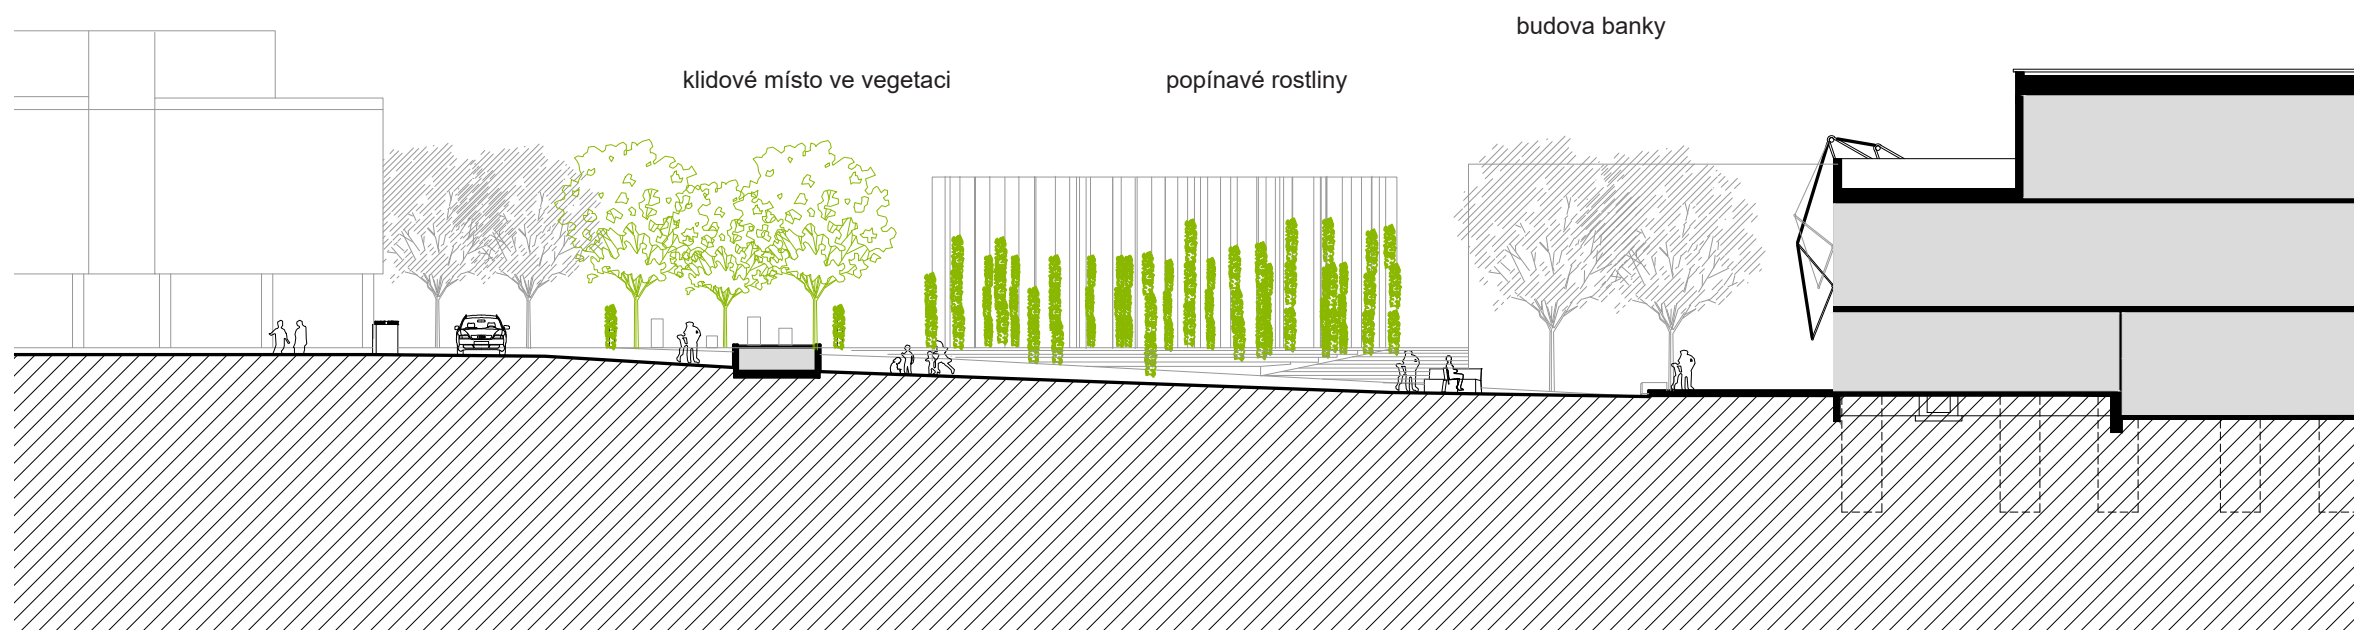 budova banky
klidové místo ve vegetaci
popínavé rostliny